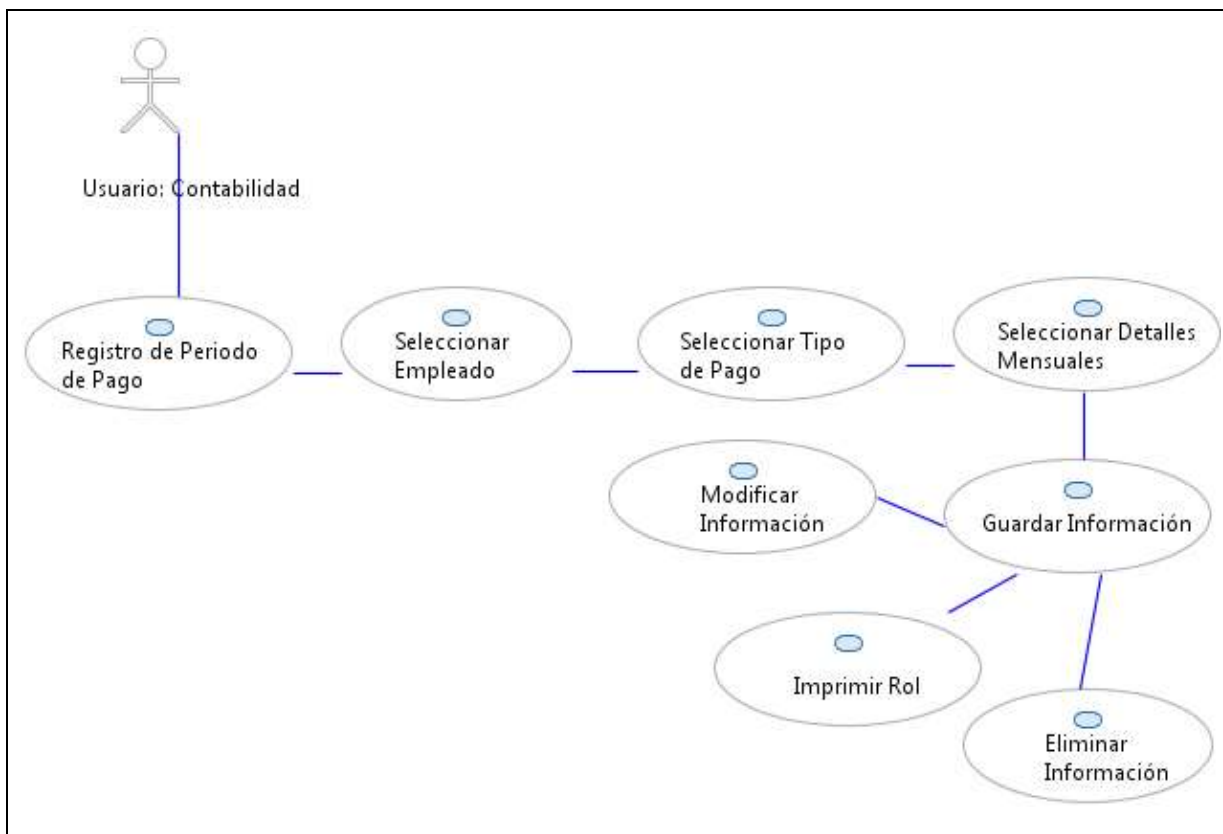 Usuario: Contabilidad
Registro de Periodo
de Pago
Seleccionar
Empleado
Seleccionar Tipo
de Pago
Seleccionar Detalles
Mensuales
Modificar
Información
Guardar Información
Imprimir Rol
Eliminar
Información